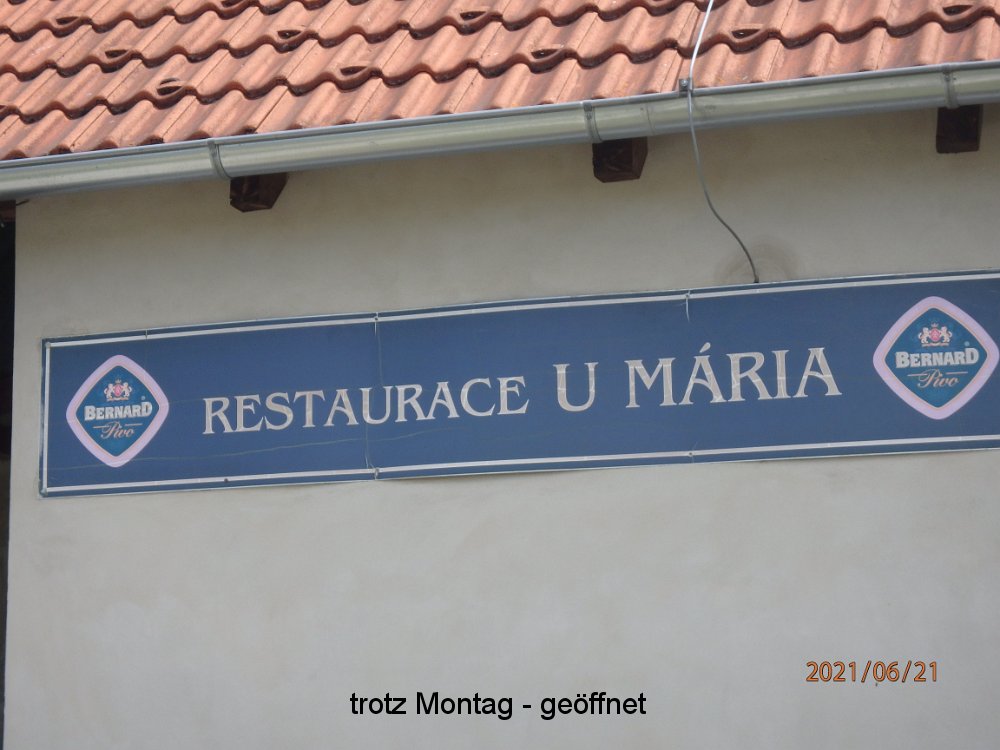 BERNARD
Pivo
RESTAURACE U MÁRIA
BERNARD
Pivo
2021/06/21
trotz Montag - geöffnet